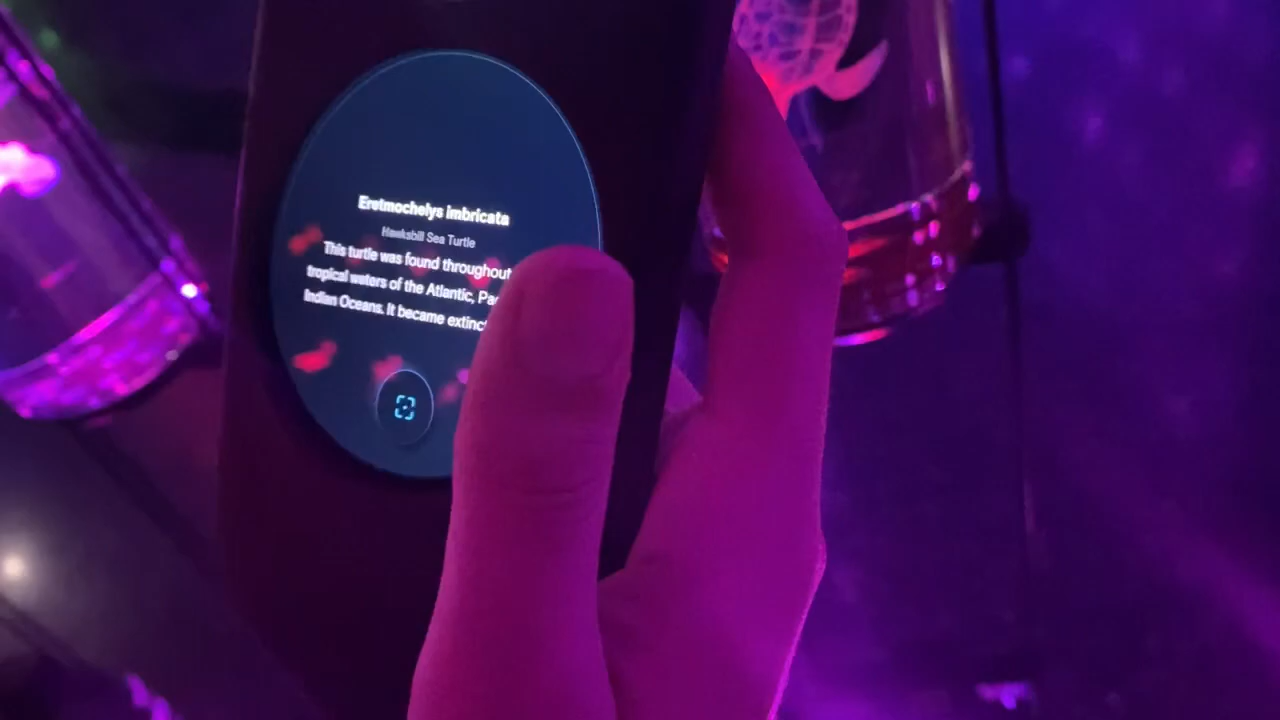 Eretmochelys imbricata
Hawksbill Sea Turtle
This turtle was found throughout
tropical waters of the Atlantic,
Indian Oceans. It became